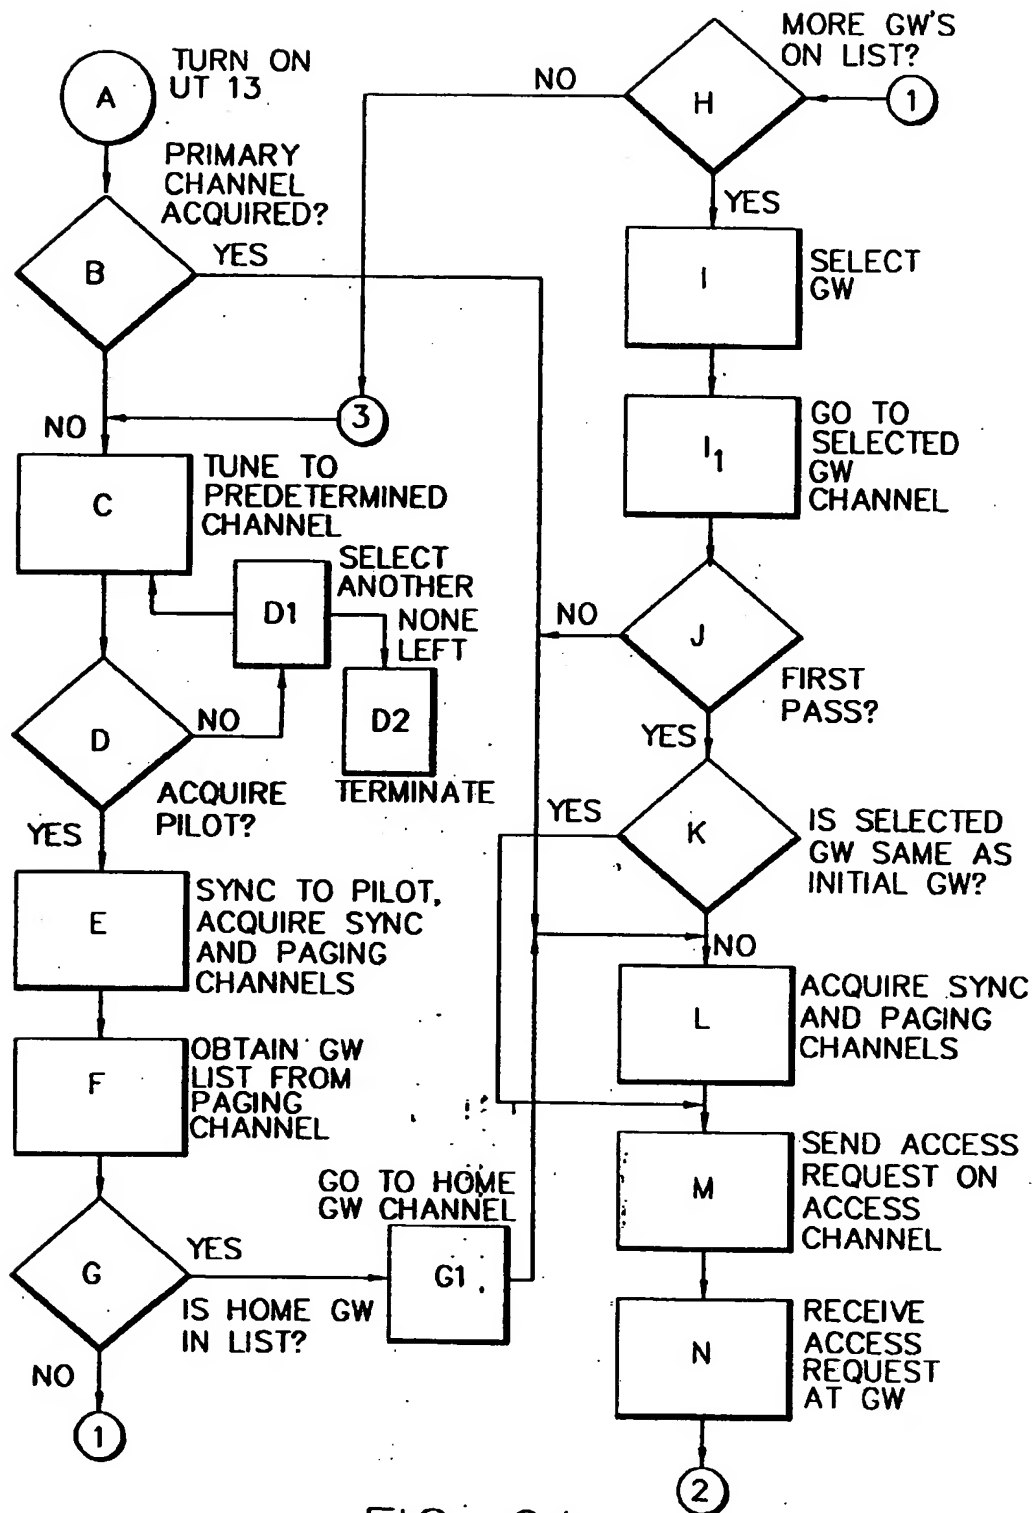 A
TURN ON
UT 13
PRIMARY
CHANNEL
ACQUIRED?
B
YES
NO
3
C
TUNE TO
PREDETERMINED
CHANNEL
D1
SELECT
ANOTHER
NONE
LEFT
D2
TERMINATE
D
NO
ACQUIRE
PILOT?
YES
E
SYNC TO PILOT,
ACQUIRE SYNC
AND PAGING
CHANNELS
F
OBTAIN GW
LIST FROM
PAGING
CHANNEL
G
YES
IS HOME GW
IN LIST?
GO TO HOME
GW CHANNEL
G1
NO
1
MORE GW'S
ON LIST?
1
H
NO
YES
I
SELECT
GW
I1
GO TO
SELECTED
GW
CHANNEL
J
NO
FIRST
PASS?
YES
K
YES
IS SELECTED
GW SAME AS
INITIAL GW?
NO
L
ACQUIRE SYNC
AND PAGING
CHANNELS
M
SEND ACCESS
REQUEST ON
ACCESS
CHANNEL
N
RECEIVE
ACCESS
REQUEST
AT GW
2